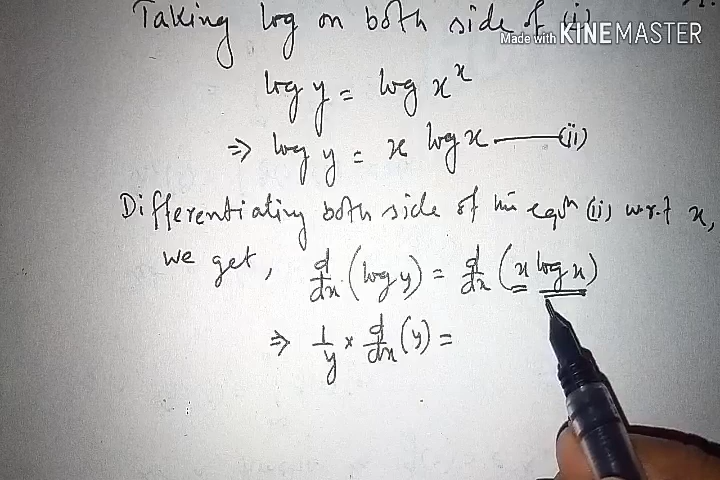 Taking log on both side of (i)
Made with KINEMASTER
log y = log x^x
⇒ log y = x log x — (ii)
Differentiating both side of the eqn (ii) w.r.t x,
we get, d/dx (log y) = d/dx (x log x)
⇒ 1/y × d/dx (y) =